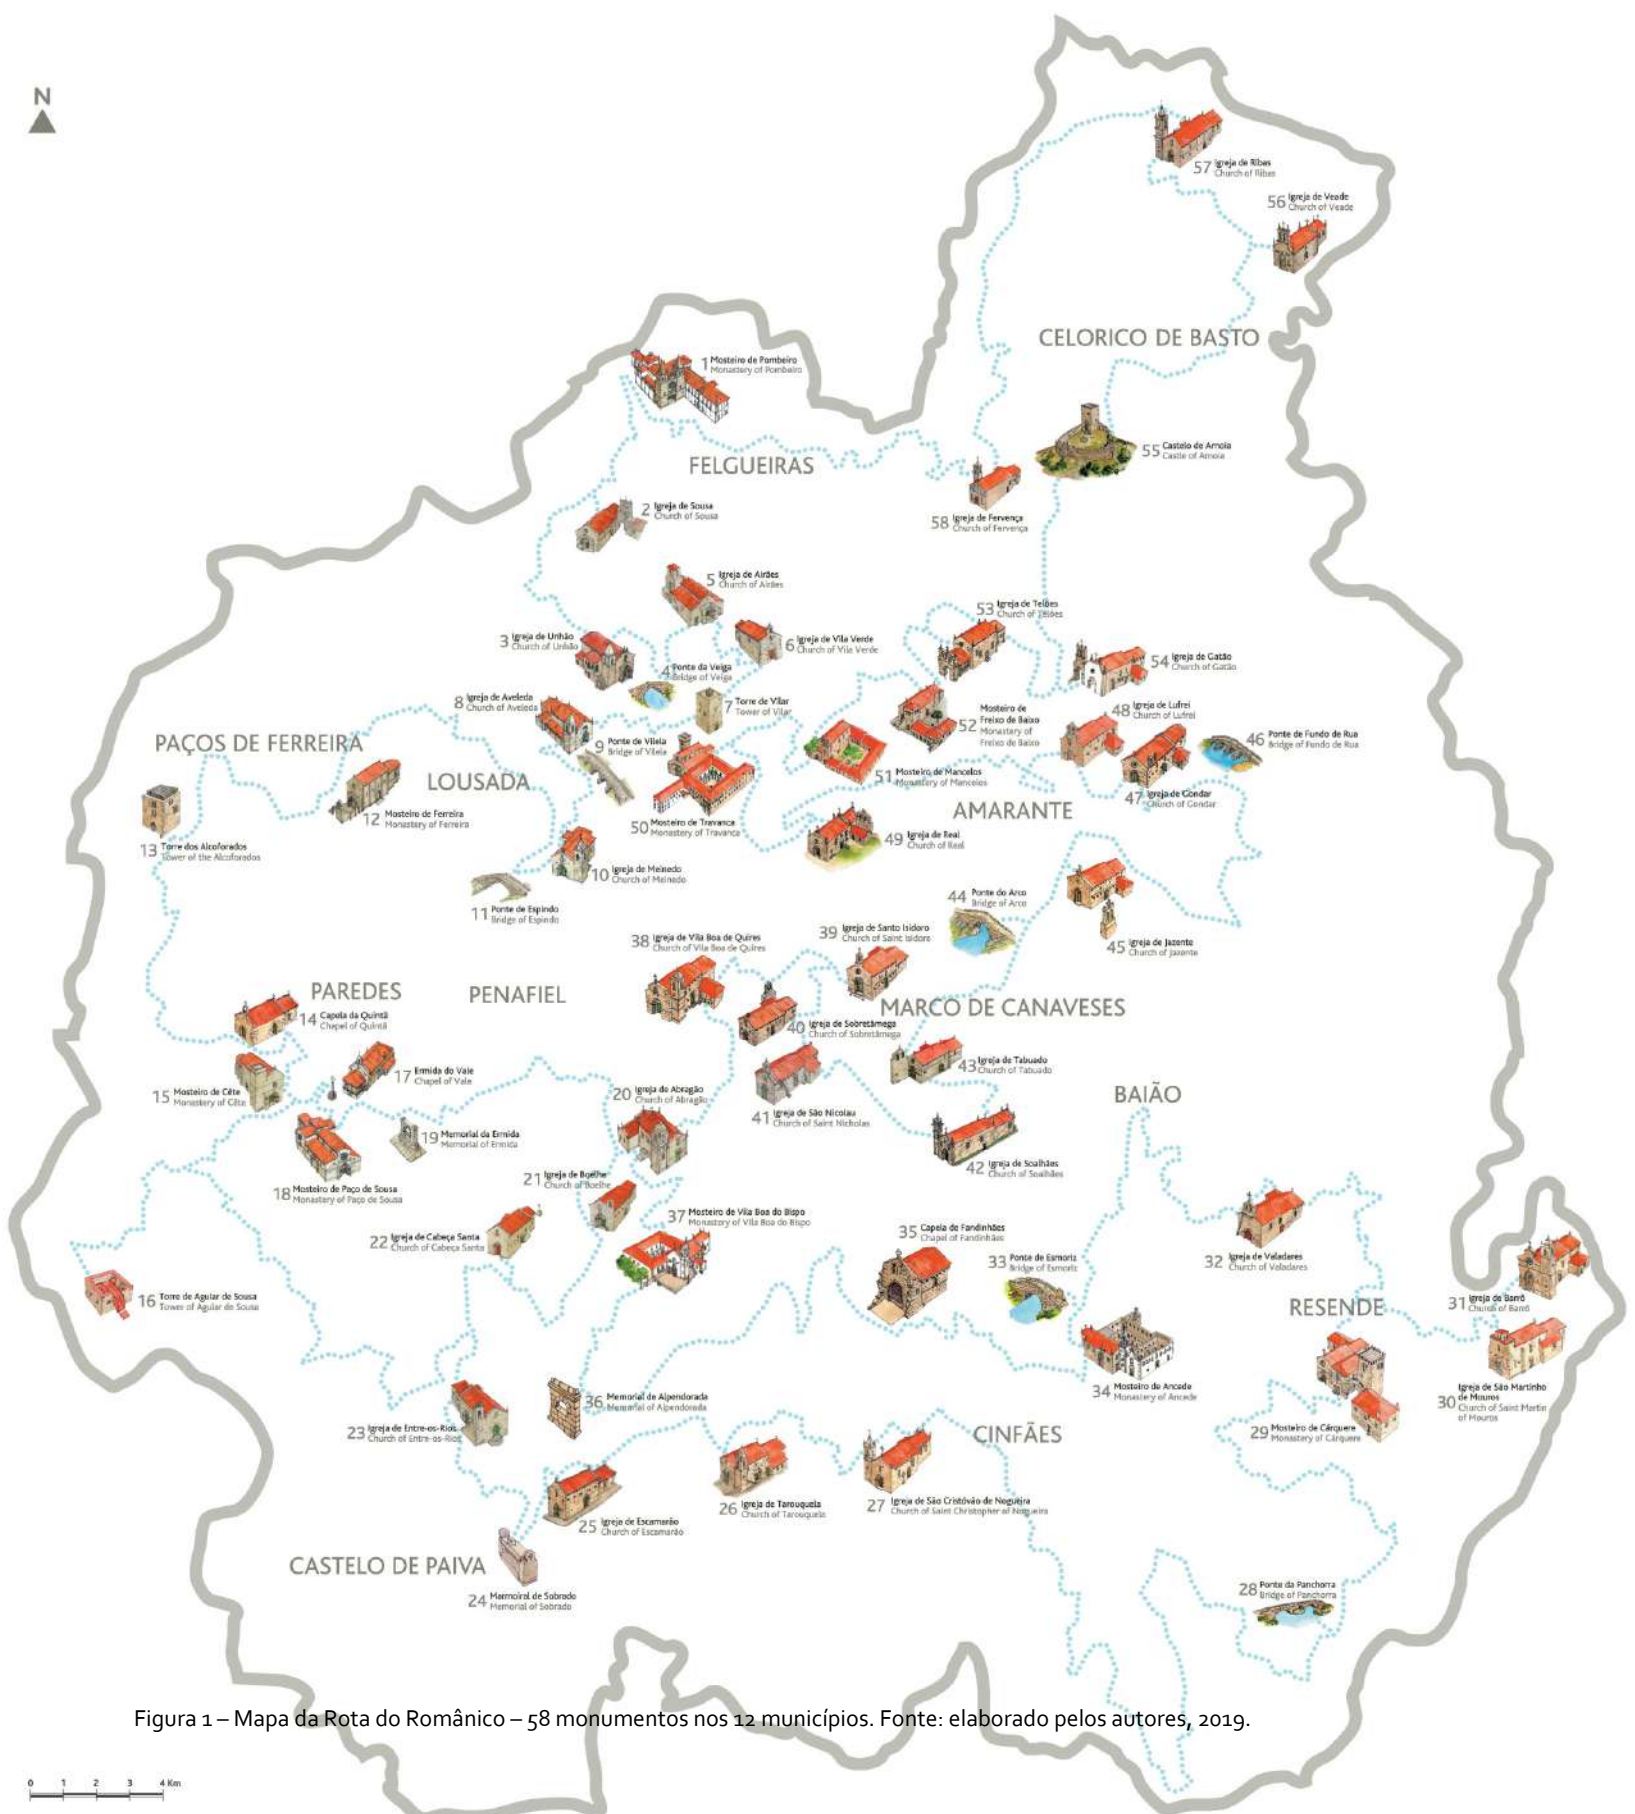 N
57 Igreja de Ribas
Church of Ribas
56 Igreja de Veade
Church of Veade
CELORICO DE BASTO
1 Mosteiro de Pombeiro
Monastery of Pombeiro
55 Castelo de Arnoia
Castle of Arnoia
FELGUEIRAS
2 Igreja de Sousa
Church of Sousa
58 Igreja de Fervença
Church of Fervença
5 Igreja de Airães
Church of Airães
53 Igreja de Telões
Church of Telões
3 Igreja de Unhão
Church of Unhão
6 Igreja de Vila Verde
Church of Vila Verde
4 Ponte da Veiga
Bridge of Veiga
54 Igreja de Gatão
Church of Gatão
8 Igreja de Aveleda
Church of Aveleda
7 Torre de Vilar
Tower of Vilar
52 Mosteiro de
Freixo de Baixo
Monastery of
Freixo de Baixo
48 Igreja de Lufrei
Church of Lufrei
46 Ponte de Fundo de Rua
Bridge of Fundo de Rua
PAÇOS DE FERREIRA
9 Ponte de Vilela
Bridge of Vilela
LOUSADA
51 Mosteiro de Mancelos
Monastery of Mancelos
47 Igreja de Gondar
Church of Gondar
AMARANTE
12 Mosteiro de Ferreira
Monastery of Ferreira
50 Mosteiro de Travanca
Monastery of Travanca
49 Igreja de Real
Church of Real
13 Torre dos Alcoforados
Tower of the Alcoforados
10 Igreja de Meinedo
Church of Meinedo
44 Ponte do Arco
Bridge of Arco
11 Ponte de Espindo
Bridge of Espindo
38 Igreja de Vila Boa de Quires
Church of Vila Boa de Quires
39 Igreja de Santo Isidoro
Church of Saint Isidore
45 Igreja de Jazente
Church of Jazente
PAREDES
PENAFIEL
MARCO DE CANAVESES
14 Capela da Quintã
Chapel of Quintã
40 Igreja de Sobretâmega
Church of Sobretâmega
43 Igreja de Tabuado
Church of Tabuado
17 Ermida do Vale
Chapel of Vale
15 Mosteiro de Cête
Monastery of Cête
20 Igreja de Abragão
Church of Abragão
BAIÃO
41 Igreja de São Nicolau
Church of Saint Nicholas
19 Memorial da Ermida
Memorial of Ermida
42 Igreja de Soalhães
Church of Soalhães
21 Igreja de Boelhe
Church of Boelhe
18 Mosteiro de Paço de Sousa
Monastery of Paço de Sousa
37 Mosteiro de Vila Boa do Bispo
Monastery of Vila Boa do Bispo
22 Igreja de Cabeça Santa
Church of Cabeça Santa
35 Capela de Fandinhães
Chapel of Fandinhães
33 Ponte de Esmoriz
Bridge of Esmoriz
32 Igreja de Valadares
Church of Valadares
16 Torre de Aguiar de Sousa
Tower of Aguiar de Sousa
RESENDE
31 Igreja de Barrô
Church of Barrô
34 Mosteiro de Ancede
Monastery of Ancede
30 Igreja de São Martinho
de Mouros
Church of Saint Martin
of Mouros
36 Memorial de Alpendorada
Memorial of Alpendorada
23 Igreja de Entre-os-Rios
Church of Entre-os-Rios
29 Mosteiro de Cárquere
Monastery of Cárquere
CINFÃES
26 Igreja de Tarouquela
Church of Tarouquela
27 Igreja de São Cristóvão de Nogueira
Church of Saint Christopher of Nogueira
25 Igreja de Escamarão
Church of Escamarão
CASTELO DE PAIVA
24 Marmoiral de Sobrado
Memorial of Sobrado
28 Ponte da Panchorra
Bridge of Panchorra
Figura 1 – Mapa da Rota do Românico – 58 monumentos nos 12 municípios. Fonte: elaborado pelos autores, 2019.
0 1 2 3 4 Km